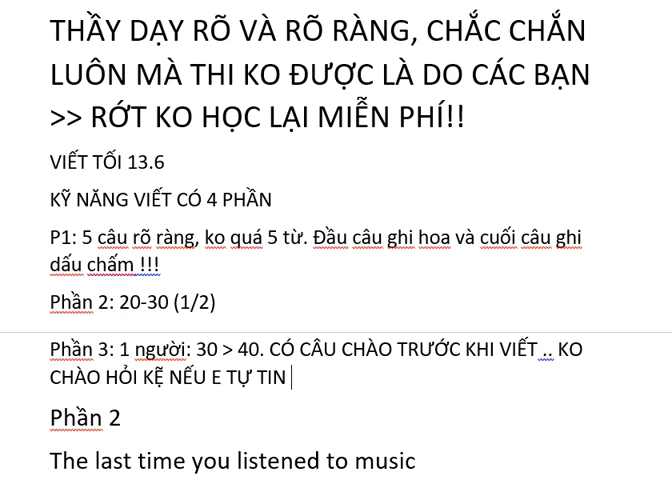 THẦY DẠY RÕ VÀ RÕ RÀNG, CHẮC CHẮN
LUÔN MÀ THI KO ĐƯỢC LÀ DO CÁC BẠN
>> RỚT KO HỌC LẠI MIỄN PHÍ!!
VIẾT TỐI 13.6
KỸ NĂNG VIẾT CÓ 4 PHẦN
P1: 5 câu rõ ràng, ko quá 5 từ. Đầu câu ghi hoa và cuối câu ghi
dấu chấm !!!
Phần 2: 20-30 (1/2)
Phần 3: 1 người: 30 > 40. CÓ CÂU CHÀO TRƯỚC KHI VIẾT .. KO
CHÀO HỎI KẸ̃ NẾU E TỰ TIN
Phần 2
The last time you listened to music